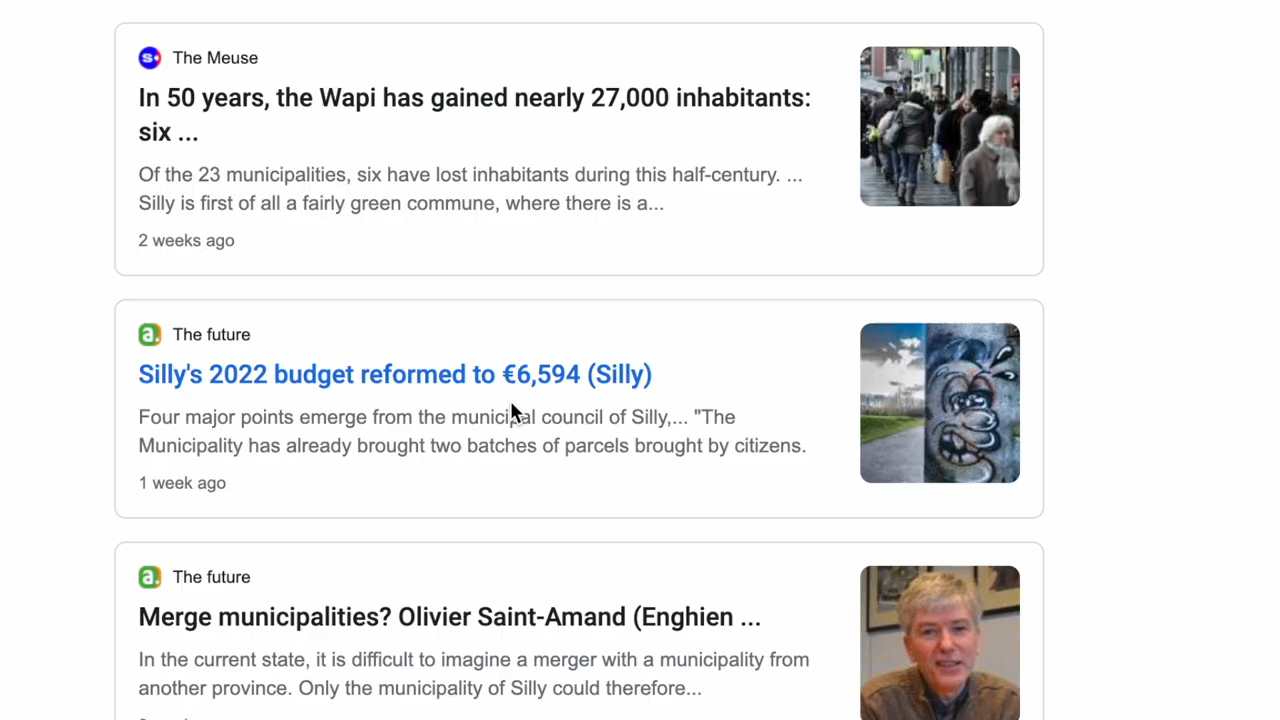 The Meuse
In 50 years, the Wapi has gained nearly 27,000 inhabitants:
six ...
Of the 23 municipalities, six have lost inhabitants during this half-century. ...
Silly is first of all a fairly green commune, where there is a...
2 weeks ago
The future
Silly's 2022 budget reformed to €6,594 (Silly)
Four major points emerge from the municipal council of Silly,... "The
Municipality has already brought two batches of parcels brought by citizens.
1 week ago
The future
Merge municipalities? Olivier Saint-Amand (Enghien ...
In the current state, it is difficult to imagine a merger with a municipality from
another province. Only the municipality of Silly could therefore...